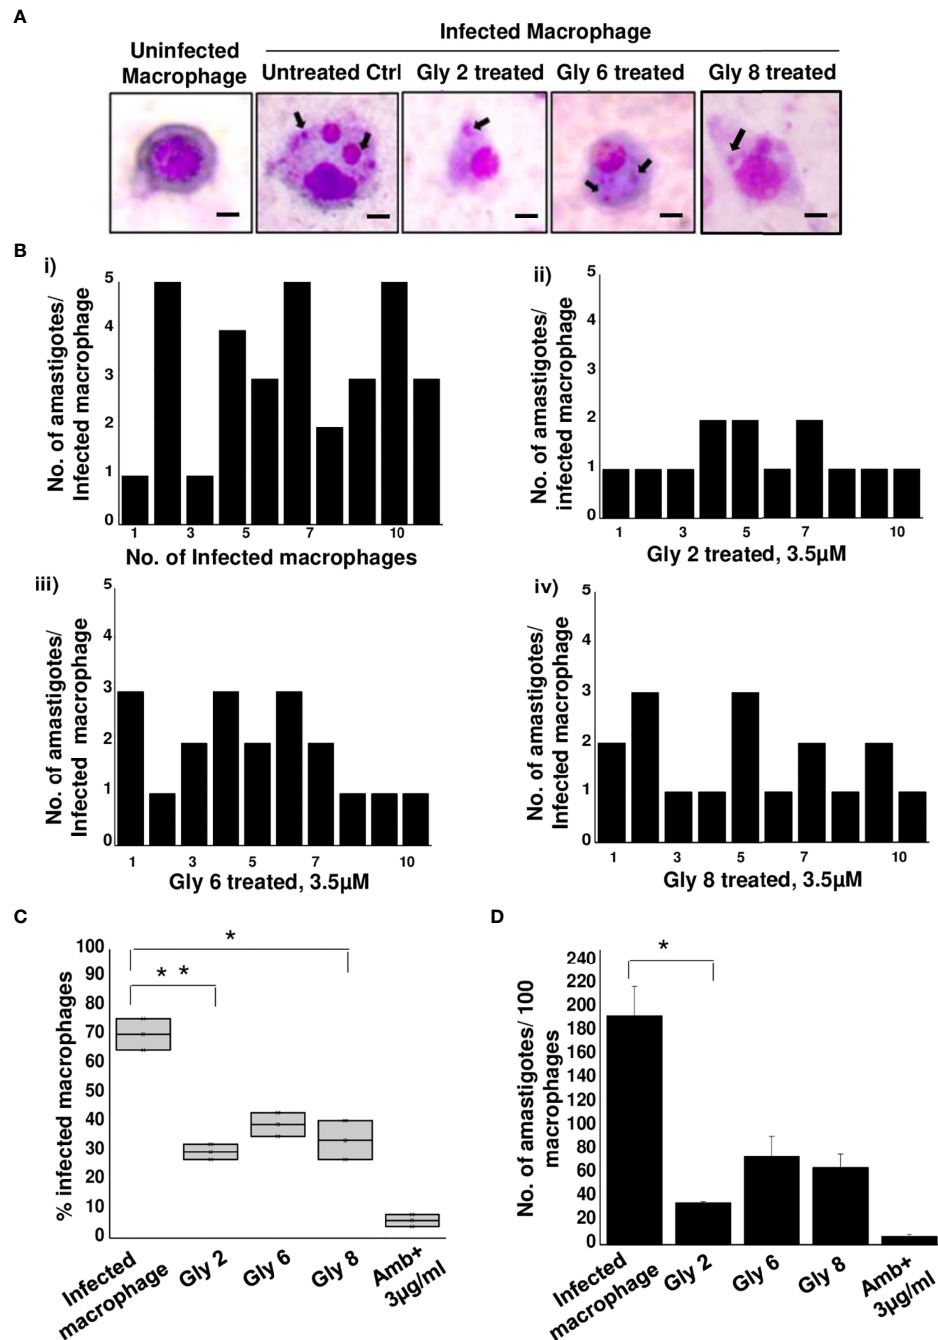 A
Infected Macrophage
Uninfected
Macrophage
Untreated Ctrl
Gly 2 treated
Gly 6 treated
Gly 8 treated
B
i)
No. of amastigotes/
Infected macrophage
5
4
3
2
1
0
1 3 5 7 10
No. of Infected macrophages
ii)
No. of amastigotes/
infected macrophage
5
4
3
2
1
0
1 3 5 7 10
Gly 2 treated, 3.5µM
iii)
No. of amastigotes/
Infected macrophage
5
4
3
2
1
0
1 3 5 7 10
Gly 6 treated, 3.5µM
iv)
No. of amastigotes/
Infected macrophage
5
4
3
2
1
0
1 3 5 7 10
Gly 8 treated, 3.5µM
C
% infected macrophages
100
90
80
70
60
50
40
30
20
10
0
*
* *
Infected
macrophage
Gly 2
Gly 6
Gly 8
Amb+
3µg/ml
D
No. of amastigotes/ 100
macrophages
240
220
200
180
160
140
120
100
80
60
40
20
0
*
Infected
macrophage
Gly 2
Gly 6
Gly 8
Amb+
3µg/ml